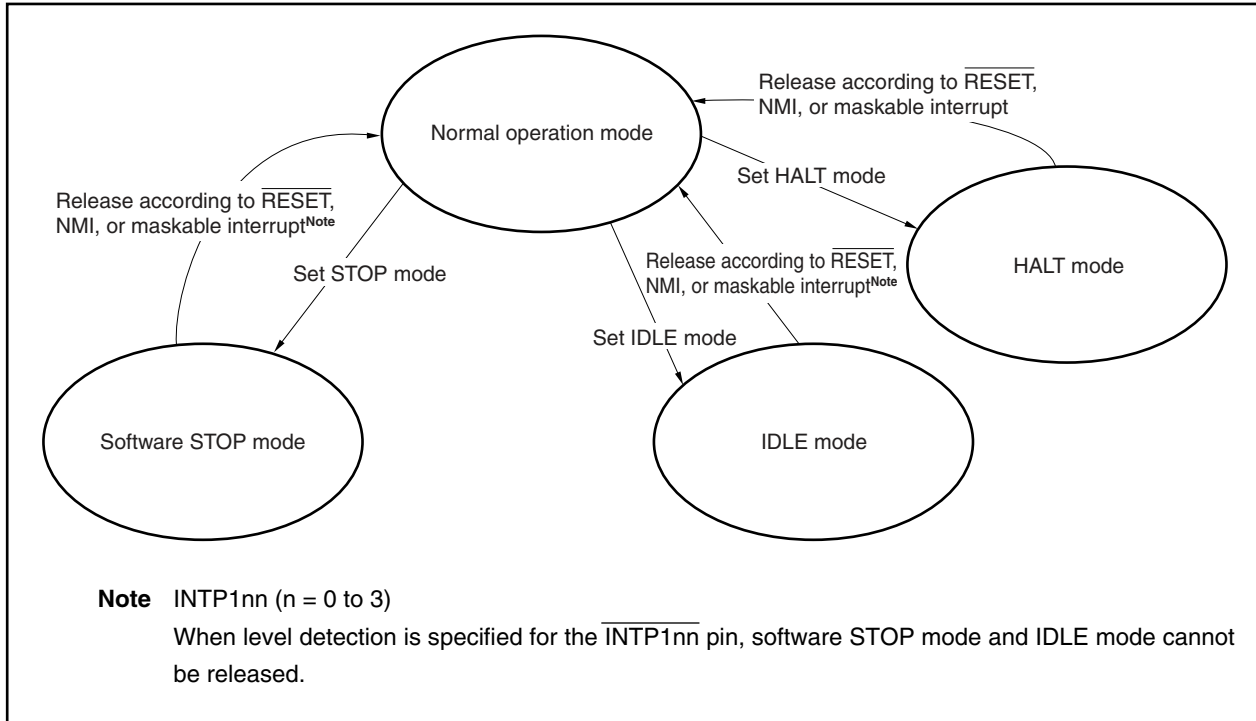 Normal operation mode
Release according to RESET,
NMI, or maskable interrupt
Set HALT mode
HALT mode
Release according to RESET,
NMI, or maskable interruptNote
Set STOP mode
Software STOP mode
Release according to RESET,
NMI, or maskable interruptNote
Set IDLE mode
IDLE mode
Note INTP1nn (n = 0 to 3)
When level detection is specified for the INTP1nn pin, software STOP mode and IDLE mode cannot
be released.